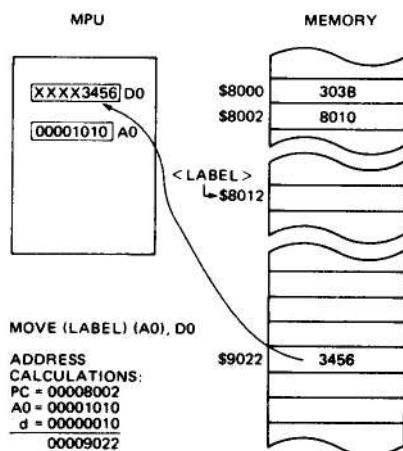 MPU
MEMORY
XXXX3456 D0
$8000 3038
00001010 A0
$8002 8010
<LABEL>
$8012
MOVE (LABEL) (A0), D0
$9022 3456
ADDRESS
CALCULATIONS:
PC = 00008002
A0 = 00001010
d = 00000010
00009022